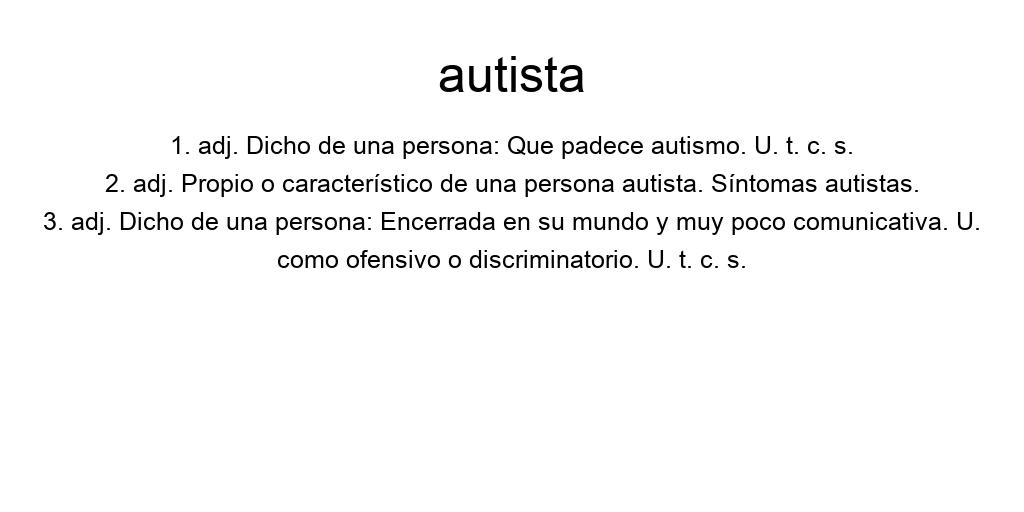 autista
1. adj. Dicho de una persona: Que padece autismo. U. t. c. s.
2. adj. Propio o característico de una persona autista. Síntomas autistas.
3. adj. Dicho de una persona: Encerrada en su mundo y muy poco comunicativa. U.
como ofensivo o discriminatorio. U. t. c. s.